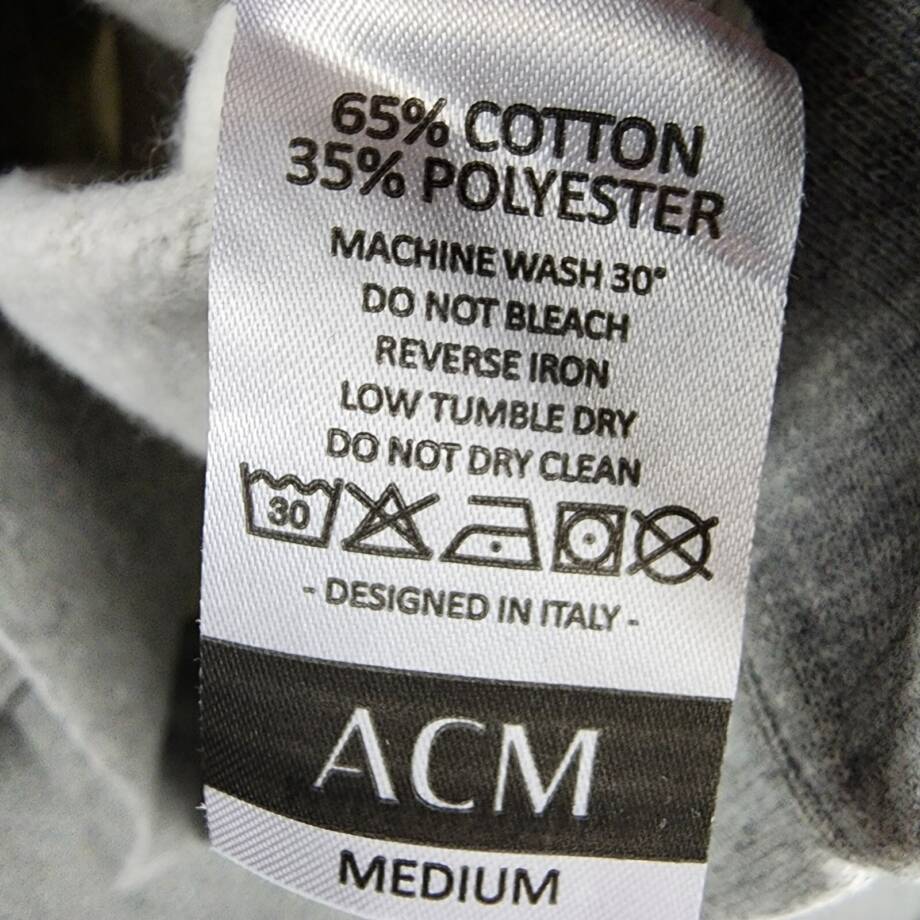 65% COTTON
35% POLYESTER
MACHINE WASH 30°
DO NOT BLEACH
REVERSE IRON
LOW TUMBLE DRY
DO NOT DRY CLEAN
30
- DESIGNED IN ITALY -
ACM
MEDIUM